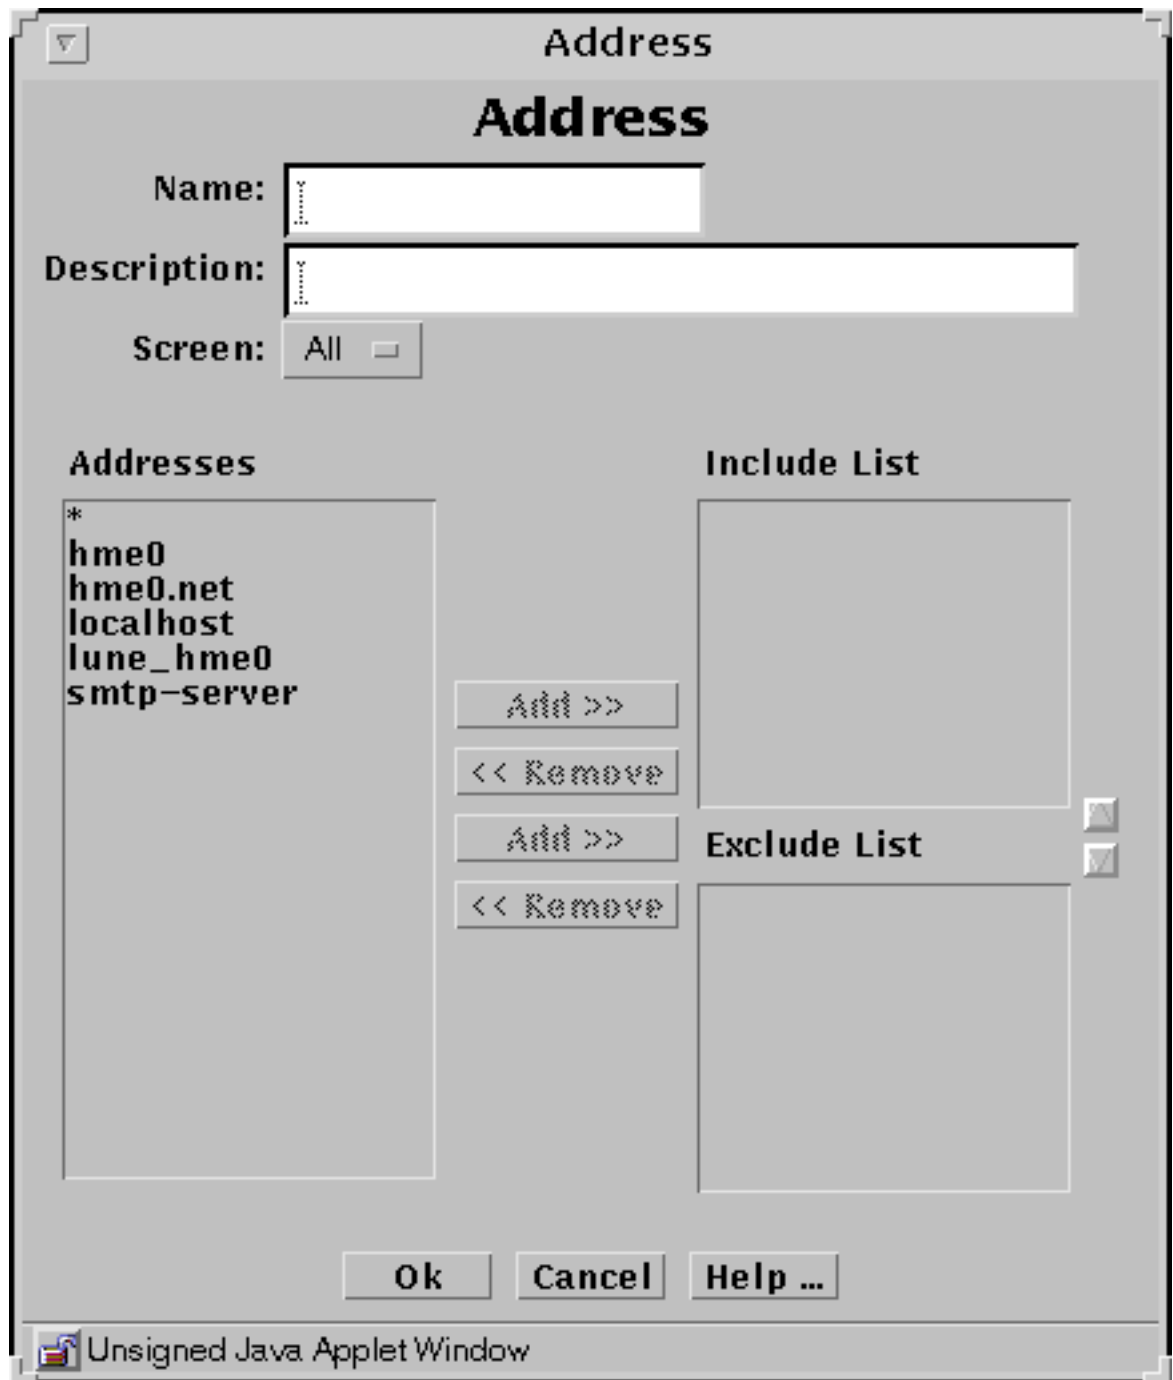 Address
Address
Name:
Description:
Screen: All
Addresses
*
hme0
hme0.net
localhost
lune_hme0
smtp-server
Add >>
<< Remove
Add >>
<< Remove
Include List
Exclude List
Ok Cancel Help ...
Unsigned Java Applet Window